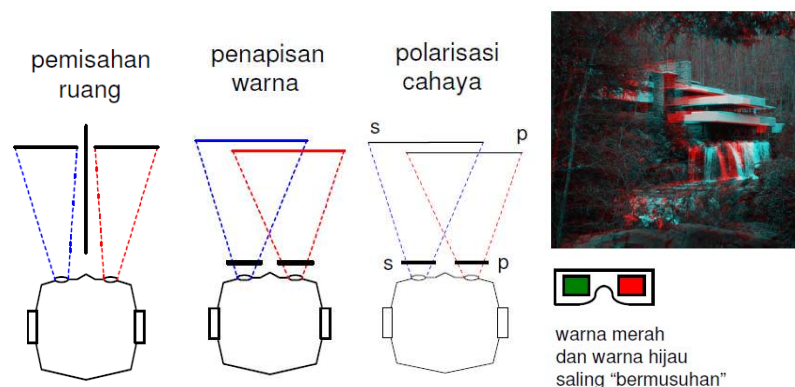 pemisahan
ruang
penapisan
warna
polarisasi
cahaya
s
p
s
p
warna merah
dan warna hijau
saling “bermusuhan”